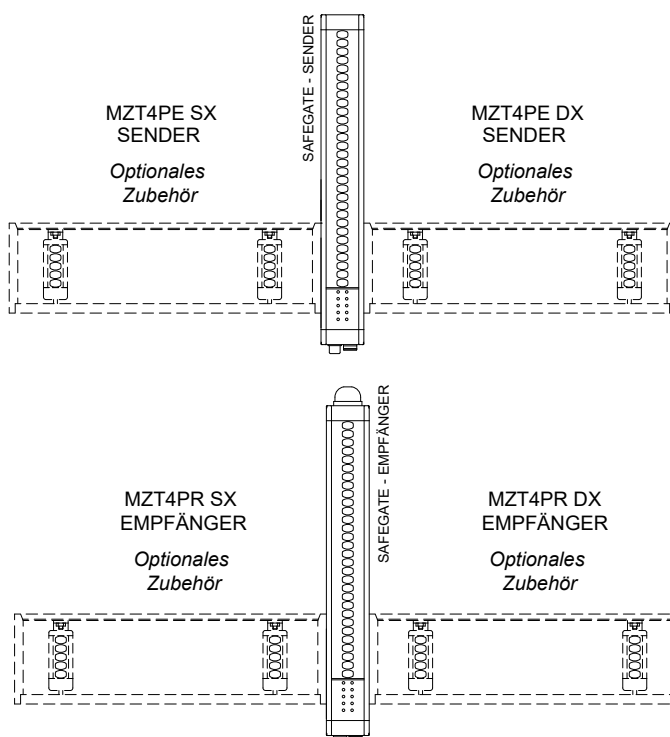 SAFEGATE - SENDER
MZT4PE SX
SENDER
Optionales
Zubehör
MZT4PE DX
SENDER
Optionales
Zubehör
SAFEGATE - EMPFÄNGER
MZT4PR SX
EMPFÄNGER
Optionales
Zubehör
MZT4PR DX
EMPFÄNGER
Optionales
Zubehör